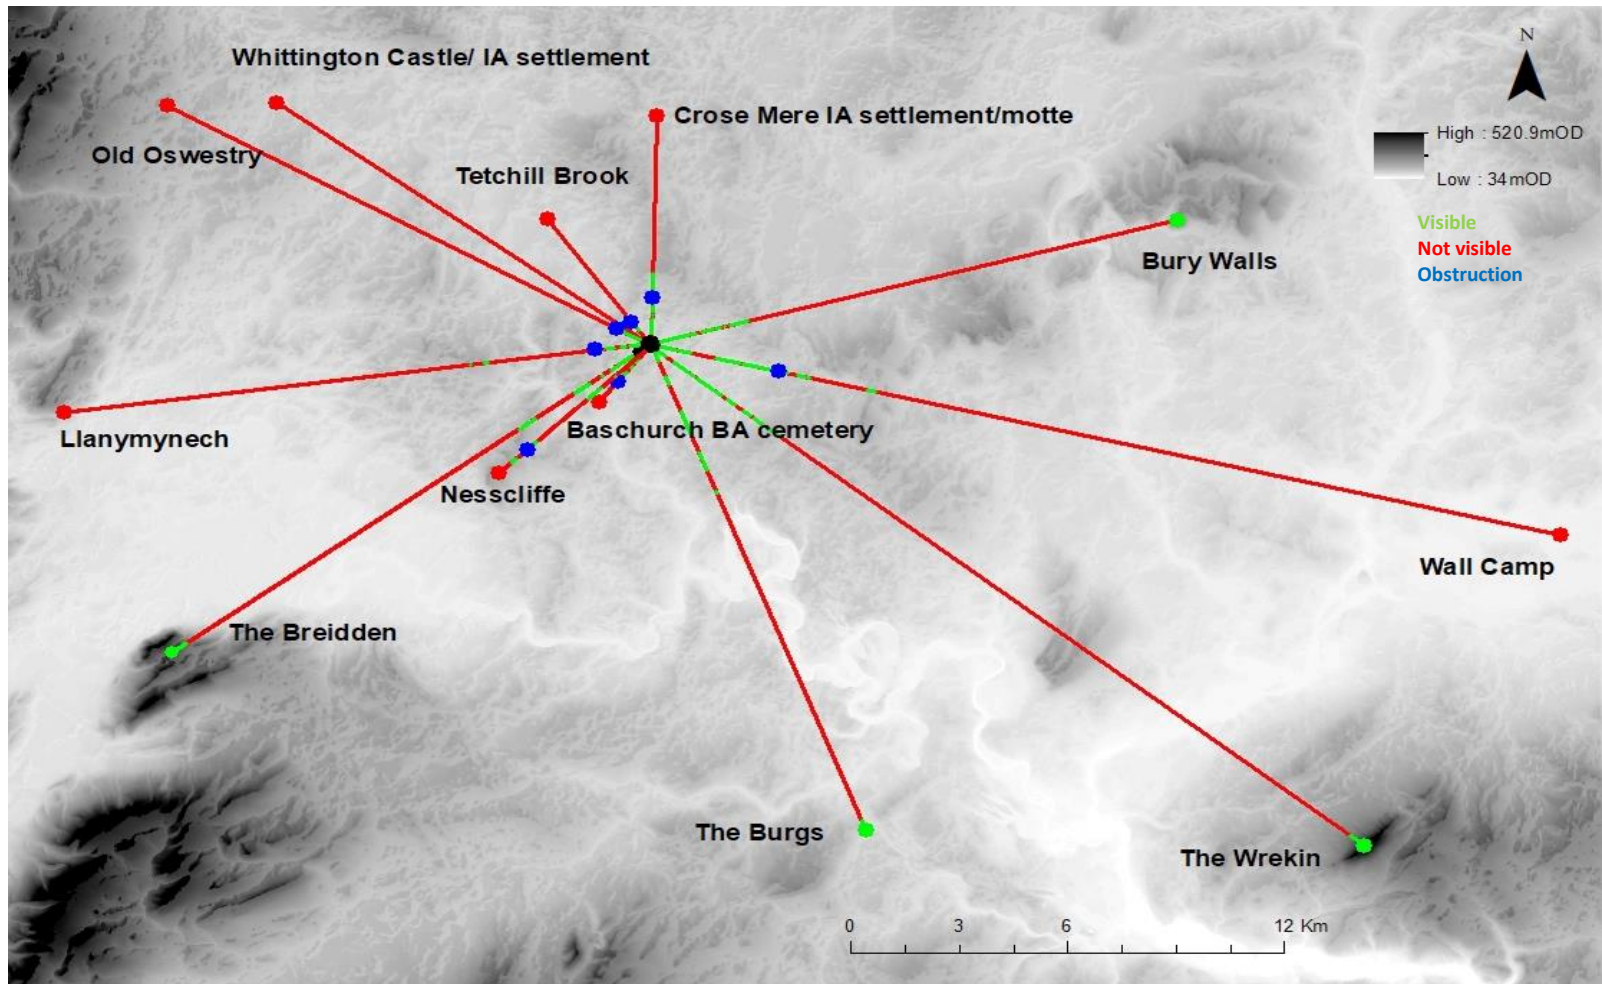 N
Whittington Castle/ IA settlement
Crose Mere IA settlement/motte
High : 520.9mOD
Old Oswestry
Tetchill Brook
Low : 34mOD
Visible
Not visible
Obstruction
Bury Walls
Llanymynech
Baschurch BA cemetery
Nesscliffe
Wall Camp
The Breidden
The Burgs
The Wrekin
0 3 6 12 Km